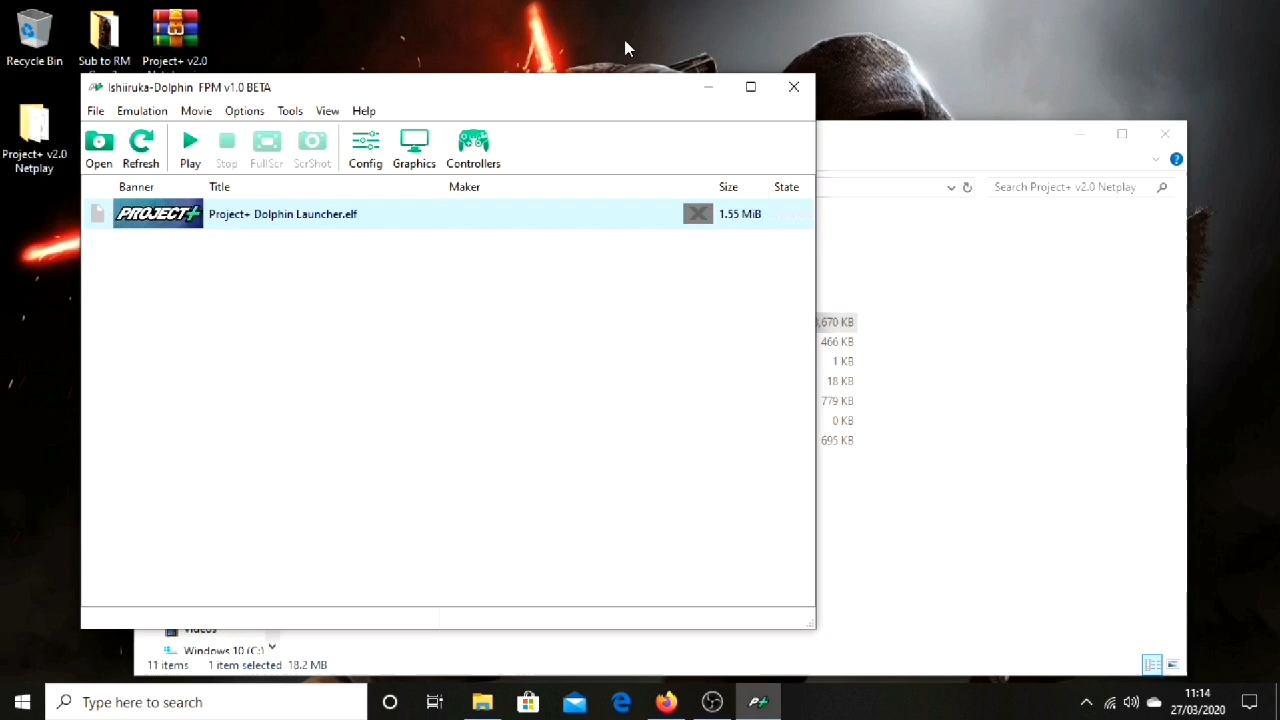 Recycle Bin
Sub to RM
Project+ v2.0
Project+ v2.0
Netplay
Ishiiruka-Dolphin FPM v1.0 BETA
File Emulation Movie Options Tools View Help
Open Refresh Play Stop FullScr ScrShot Config Graphics Controllers
Banner Title Maker Size State
PROJECT+ Project+ Dolphin Launcher.elf 1.55 MiB
Search Project+ v2.0 Netplay
,670 KB
466 KB
1 KB
18 KB
779 KB
0 KB
695 KB
Videos
Windows 10 (C:)
11 items 1 item selected 18.2 MB
Type here to search
P+
11:14
27/03/2020